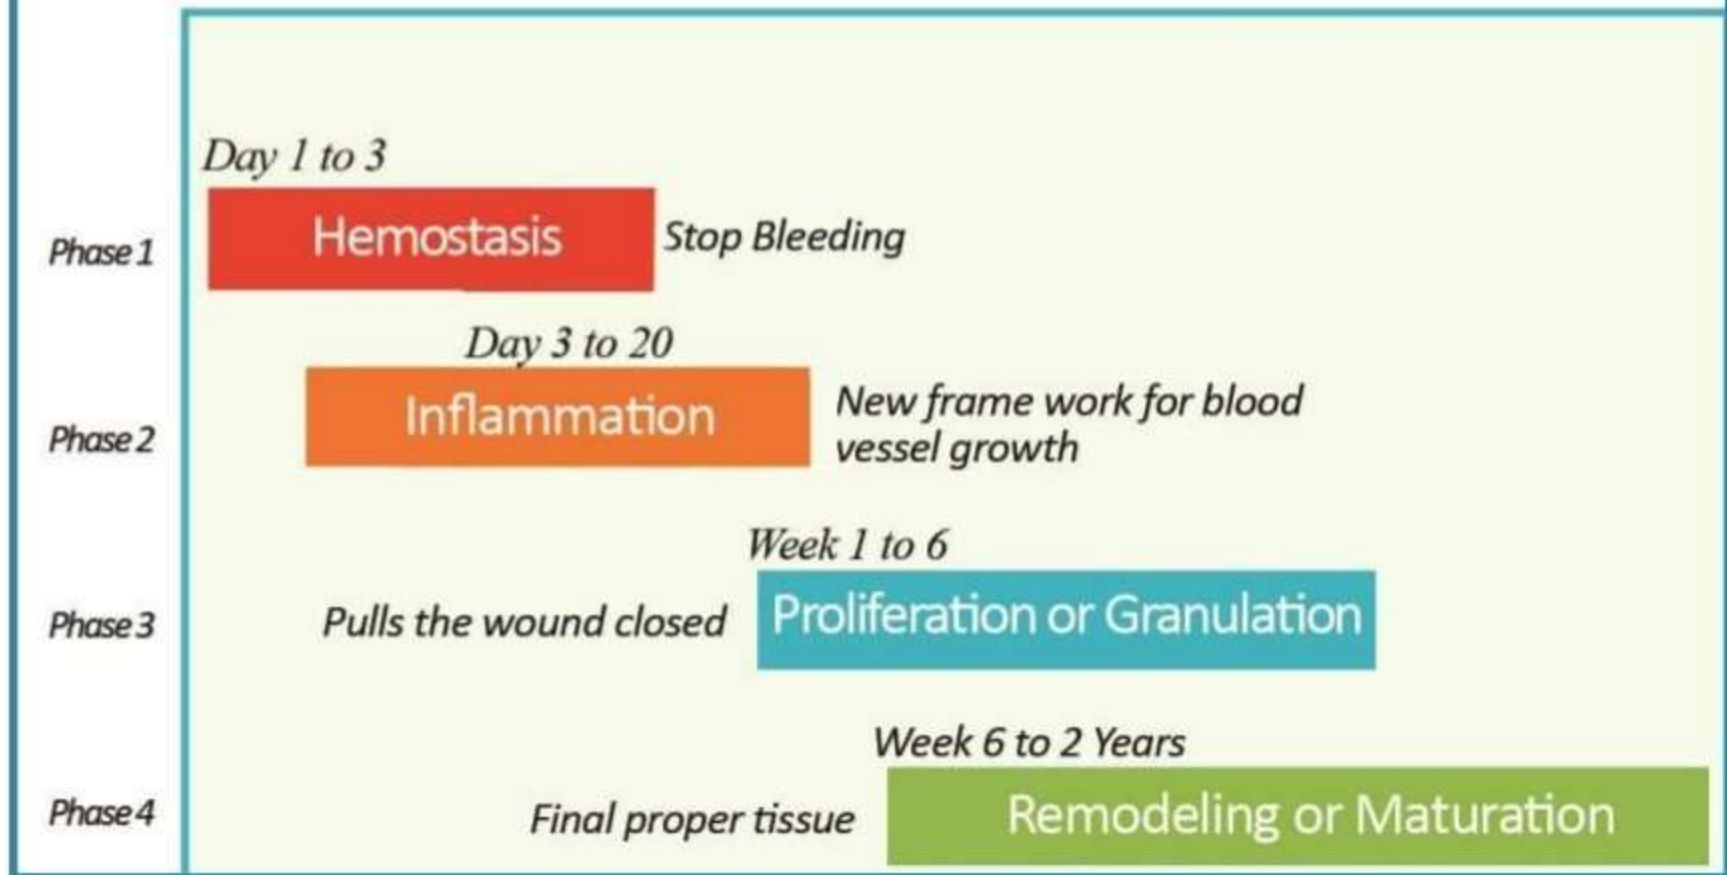 Day 1 to 3
Phase 1
Hemostasis
Stop Bleeding
Day 3 to 20
Phase 2
Inflammation
New frame work for blood
vessel growth
Week 1 to 6
Phase 3
Pulls the wound closed
Proliferation or Granulation
Week 6 to 2 Years
Phase 4
Final proper tissue
Remodeling or Maturation